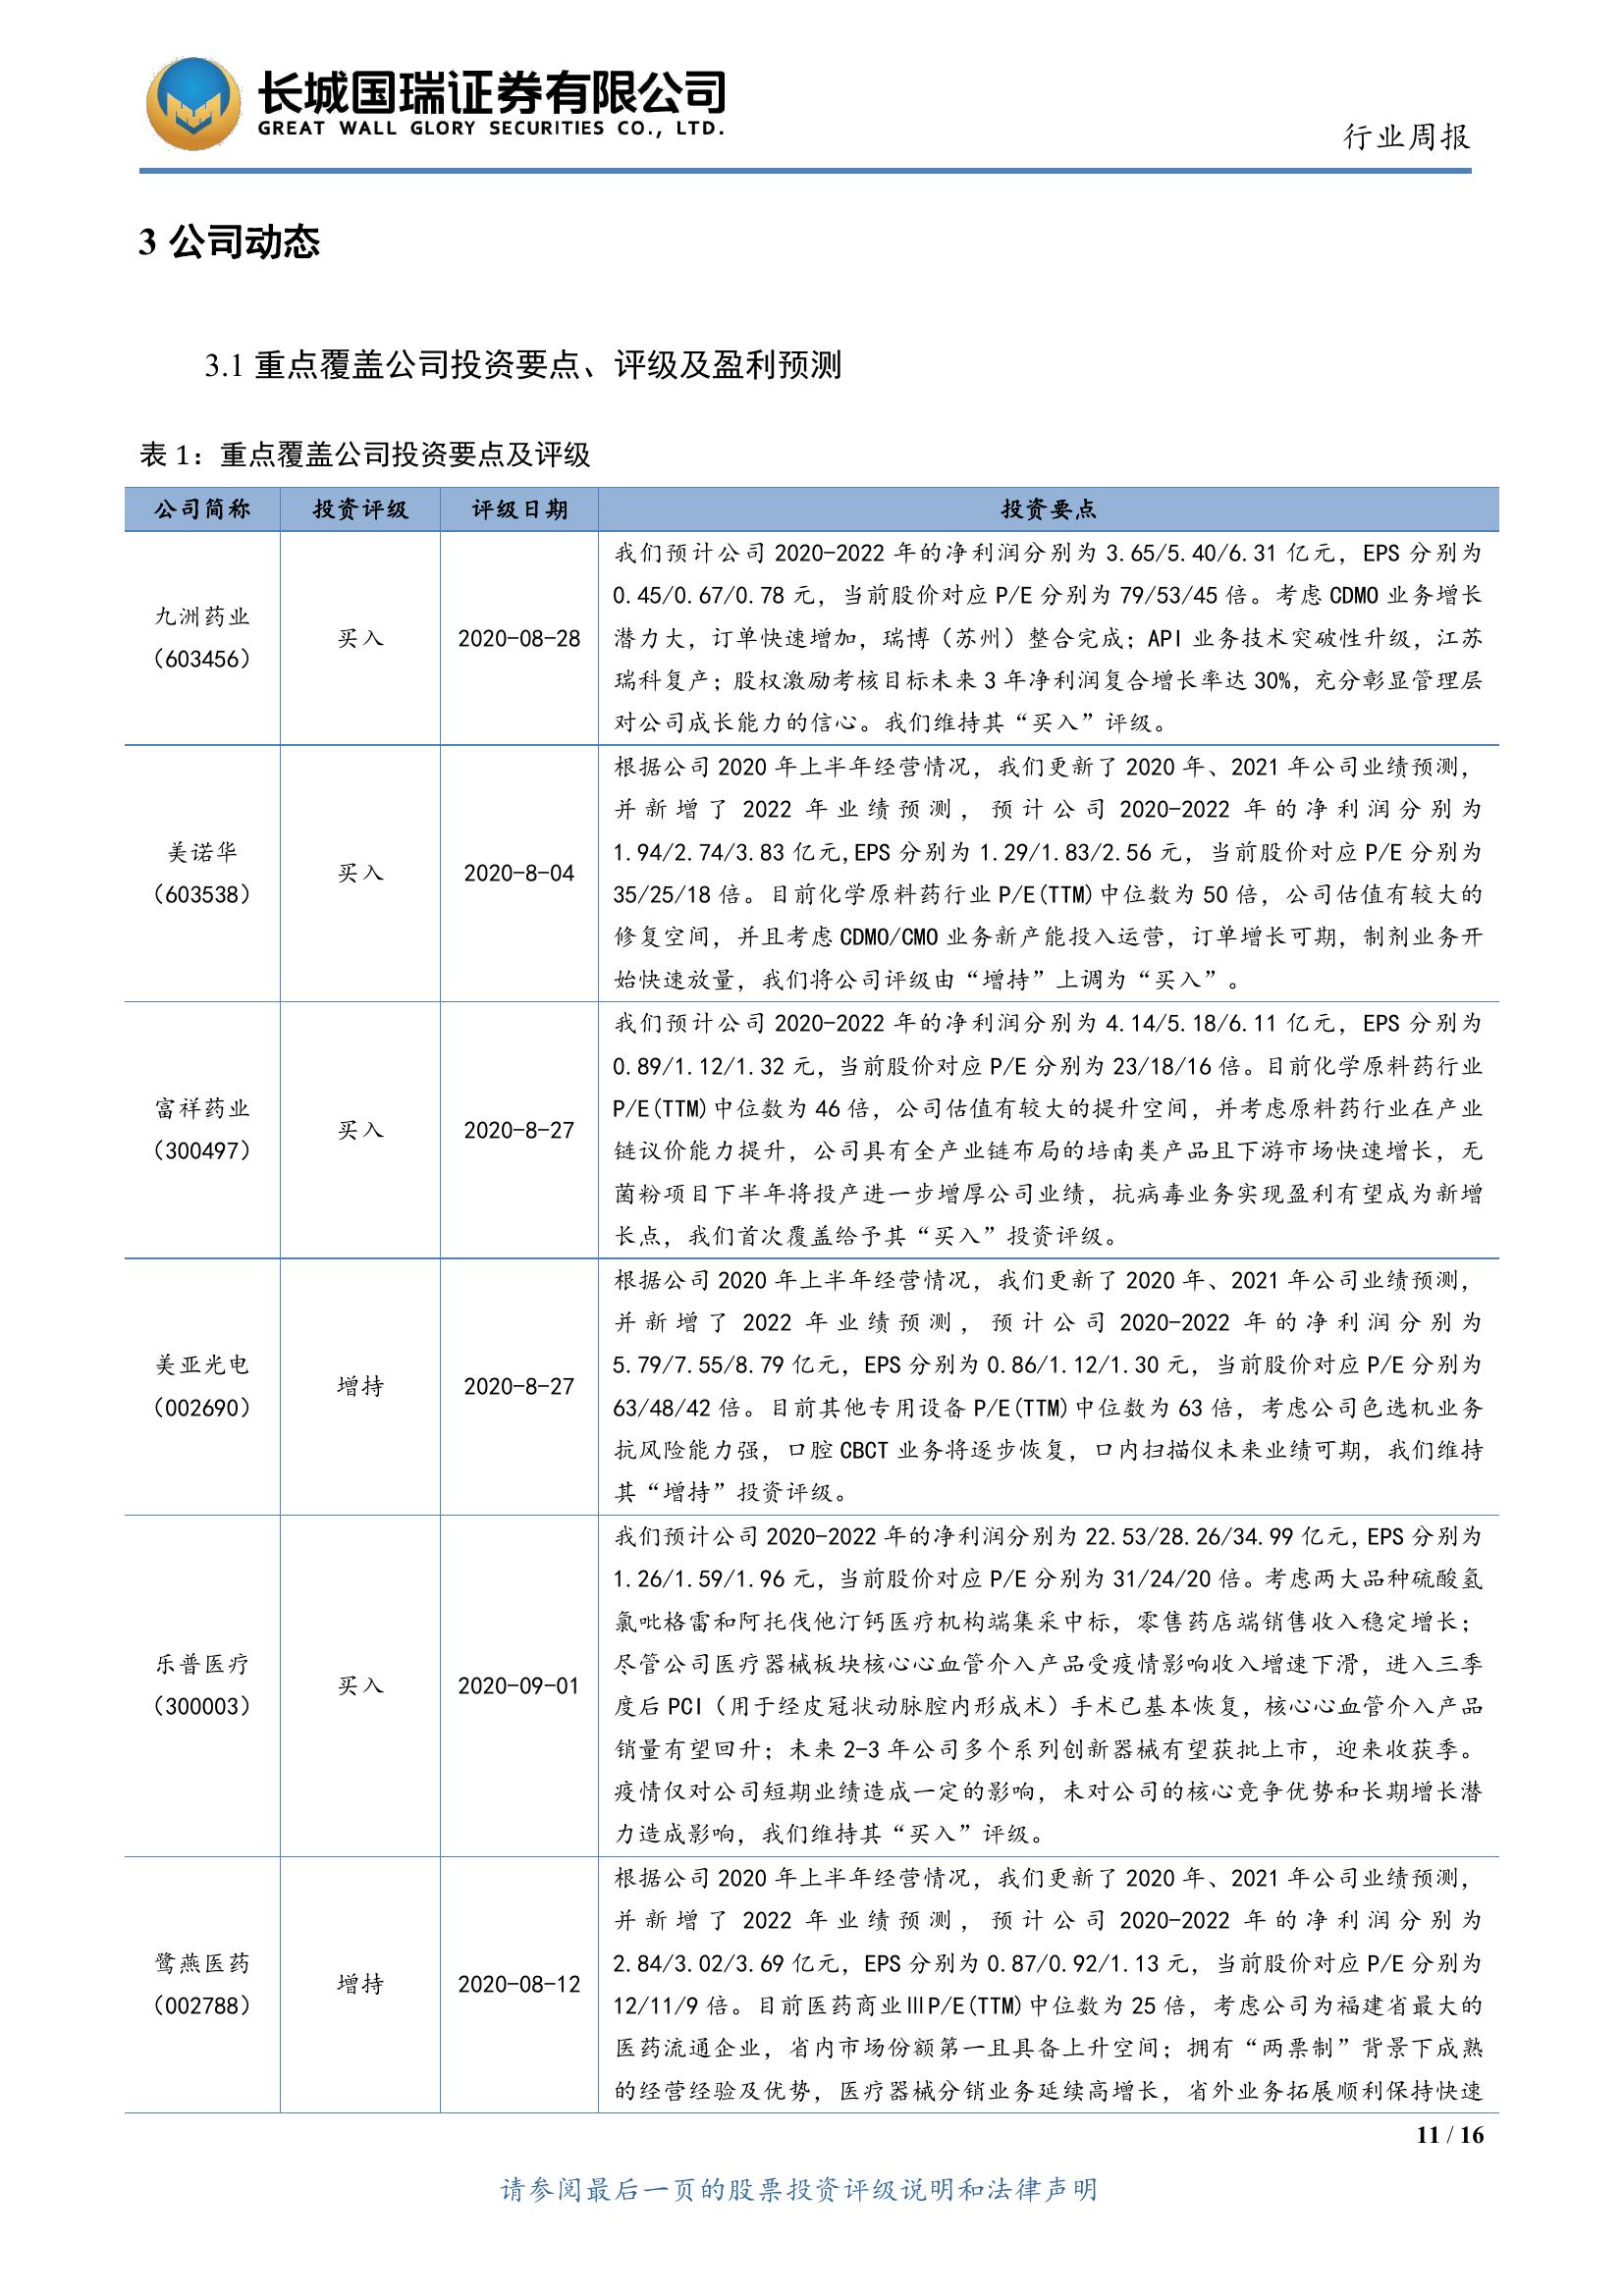 长城国瑞证券有限公司
GREAT WALL GLORY SECURITIES CO., LTD.
行业周报
3 公司动态
3.1 重点覆盖公司投资要点、评级及盈利预测
表 1：重点覆盖公司投资要点及评级
公司简称 投资评级 评级日期 投资要点
九洲药业
（603456）
买入
2020-08-28
我们预计公司 2020-2022 年的净利润分别为 3.65/5.40/6.31 亿元，EPS 分别为
0.45/0.67/0.78 元，当前股价对应 P/E 分别为 79/53/45 倍。考虑 CDMO 业务增长
潜力大，订单快速增加，瑞博（苏州）整合完成；API 业务技术突破性升级，江苏
瑞科复产；股权激励考核目标未来 3 年净利润复合增长率达 30%，充分彰显管理层
对公司成长能力的信心。我们维持其“买入”评级。
美诺华
（603538）
买入
2020-8-04
根据公司 2020 年上半年经营情况，我们更新了 2020 年、2021 年公司业绩预测，
并新增了 2022 年业绩预测，预计公司 2020-2022 年的净利润分别为
1.94/2.74/3.83 亿元,EPS 分别为 1.29/1.83/2.56 元，当前股价对应 P/E 分别为
35/25/18 倍。目前化学原料药行业 P/E(TTM)中位数为 50 倍，公司估值有较大的
修复空间，并且考虑 CDMO/CMO 业务新产能投入运营，订单增长可期，制剂业务开
始快速放量，我们将公司评级由“增持”上调为“买入”。
富祥药业
（300497）
买入
2020-8-27
我们预计公司 2020-2022 年的净利润分别为 4.14/5.18/6.11 亿元，EPS 分别为
0.89/1.12/1.32 元，当前股价对应 P/E 分别为 23/18/16 倍。目前化学原料药行业
P/E(TTM)中位数为 46 倍，公司估值有较大的提升空间，并考虑原料药行业在产业
链议价能力提升，公司具有全产业链布局的培南类产品且下游市场快速增长，无
菌粉项目下半年将投产进一步增厚公司业绩，抗病毒业务实现盈利有望成为新增
长点，我们首次覆盖给予其“买入”投资评级。
美亚光电
（002690）
增持
2020-8-27
根据公司 2020 年上半年经营情况，我们更新了 2020 年、2021 年公司业绩预测，
并新增了 2022 年业绩预测，预计公司 2020-2022 年的净利润分别为
5.79/7.55/8.79 亿元，EPS 分别为 0.86/1.12/1.30 元，当前股价对应 P/E 分别为
63/48/42 倍。目前其他专用设备 P/E(TTM)中位数为 63 倍，考虑公司色选机业务
抗风险能力强，口腔 CBCT 业务将逐步恢复，口内扫描仪未来业绩可期，我们维持
其“增持”投资评级。
乐普医疗
（300003）
买入
2020-09-01
我们预计公司 2020-2022 年的净利润分别为 22.53/28.26/34.99 亿元,EPS 分别为
1.26/1.59/1.96 元，当前股价对应 P/E 分别为 31/24/20 倍。考虑两大品种硫酸氢
氯吡格雷和阿托伐他汀钙医疗机构端集采中标，零售药店端销售收入稳定增长；
尽管公司医疗器械板块核心心血管介入产品受疫情影响收入增速下滑，进入三季
度后 PCI（用于经皮冠状动脉腔内形成术）手术已基本恢复，核心心血管介入产品
销量有望回升；未来 2-3 年公司多个系列创新器械有望获批上市，迎来收获季。
疫情仅对公司短期业绩造成一定的影响，未对公司的核心竞争优势和长期增长潜
力造成影响，我们维持其“买入”评级。
鹭燕医药
（002788）
增持
2020-08-12
根据公司 2020 年上半年经营情况，我们更新了 2020 年、2021 年公司业绩预测，
并新增了 2022 年业绩预测，预计公司 2020-2022 年的净利润分别为
2.84/3.02/3.69 亿元，EPS 分别为 0.87/0.92/1.13 元，当前股价对应 P/E 分别为
12/11/9 倍。目前医药商业ⅢP/E(TTM)中位数为 25 倍，考虑公司为福建省最大的
医药流通企业，省内市场份额第一且具备上升空间；拥有“两票制”背景下成熟
的经营经验及优势，医疗器械分销业务延续高增长，省外业务拓展顺利保持快速
11 / 16
请参阅最后一页的股票投资评级说明和法律声明